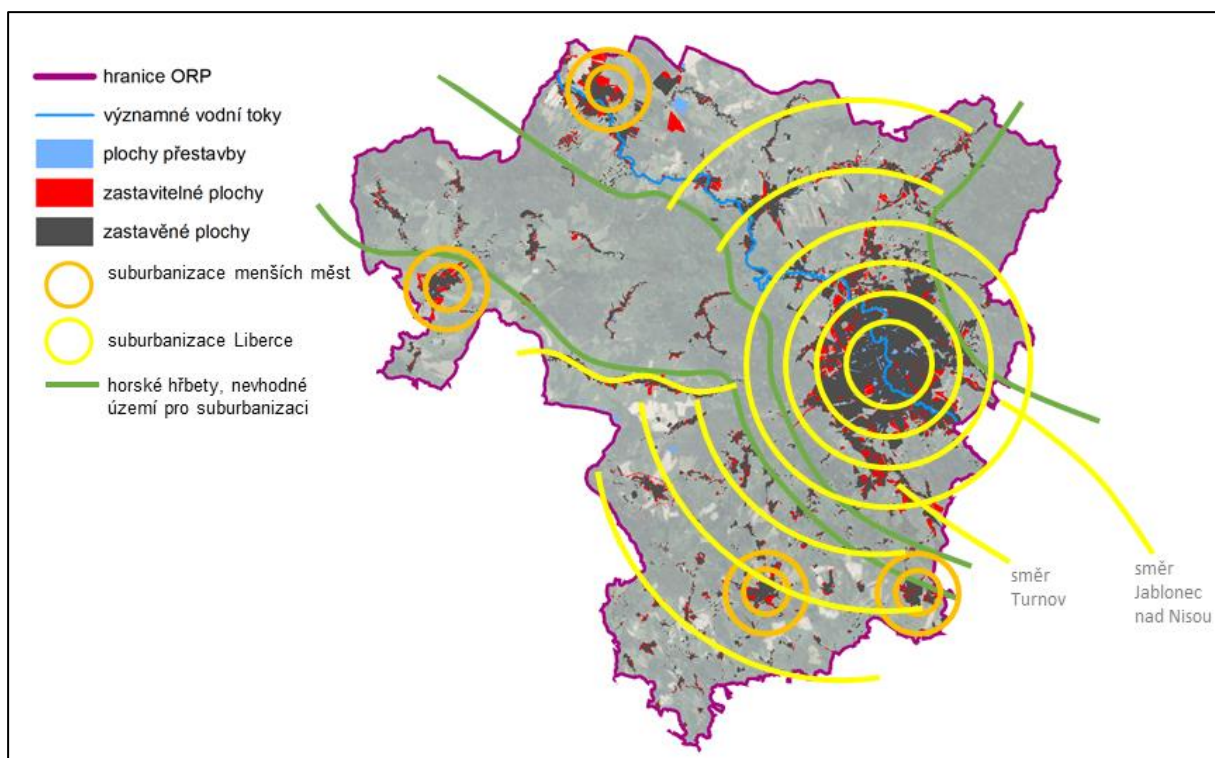 hranice ORP
významné vodní toky
plochy přestavby
zastavitelné plochy
zastavěné plochy
suburbanizace menších měst
suburbanizace Liberce
horské hřbety, nevhodné
území pro suburbanizaci
směr
Turnov
směr
Jablonec
nad Nisou